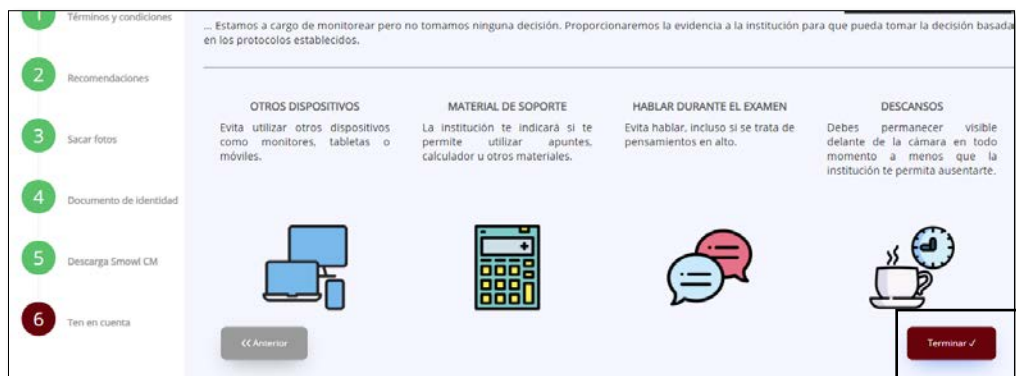 1
Términos y condiciones
... Estamos a cargo de monitorear pero no tomamos ninguna decisión. Proporcionaremos la evidencia a la institución para que pueda tomar la decisión basada
en los protocolos establecidos.
2
Recomendaciones
3
Sacar fotos
4
Documento de identidad
5
Descarga Smowl CM
6
Ten en cuenta
OTROS DISPOSITIVOS
Evita utilizar otros dispositivos
como monitores, tabletas o
móviles.
MATERIAL DE SOPORTE
La institución te indicará si te
permite utilizar apuntes,
calculador u otros materiales.
HABLAR DURANTE EL EXAMEN
Evita hablar, incluso si se trata de
pensamientos en alto.
DESCANSOS
Debes permanecer visible
delante de la cámara en todo
momento a menos que la
institución te permita ausentarte.
‹‹ Anterior
Terminar ✓